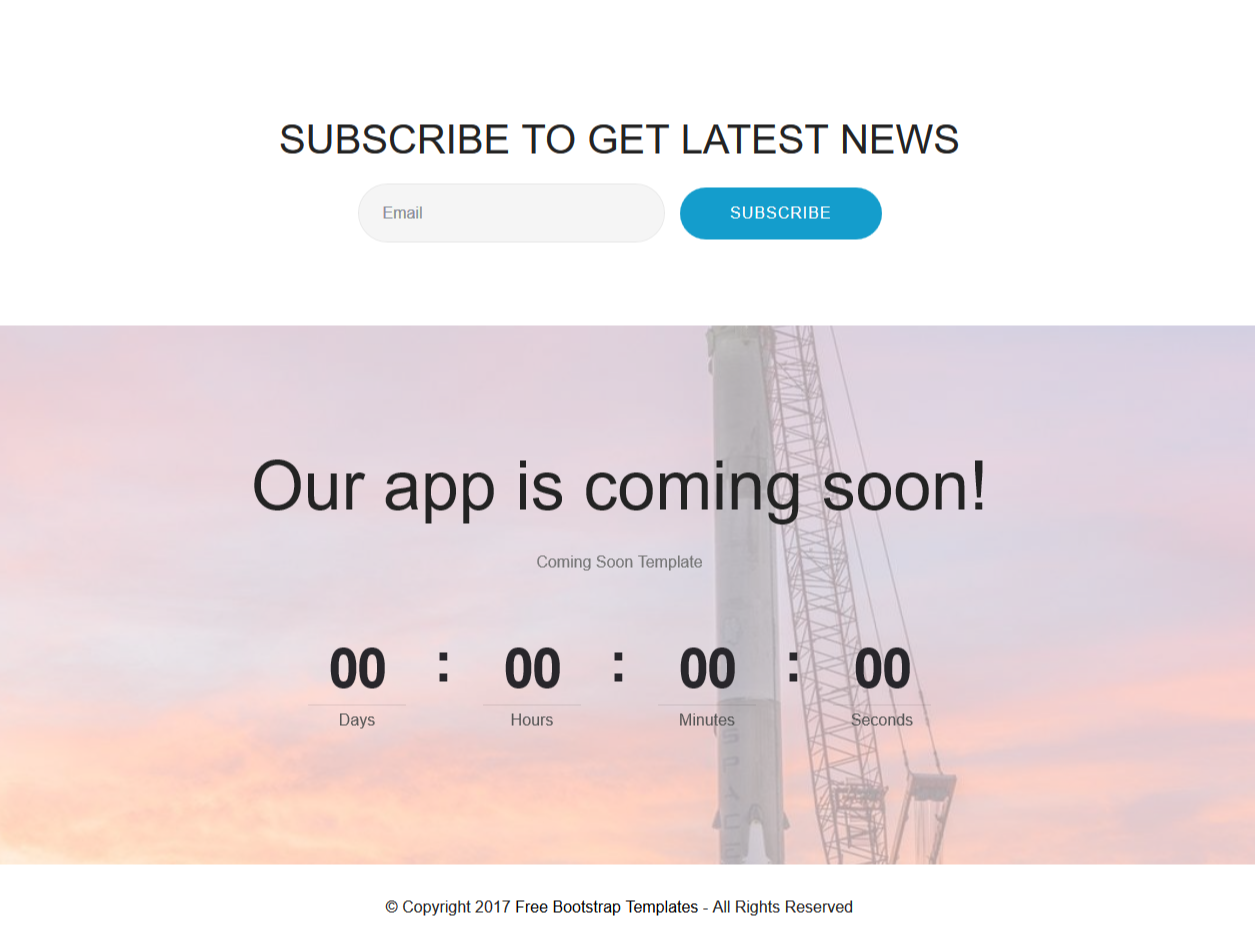 SUBSCRIBE TO GET LATEST NEWS
Email
SUBSCRIBE
Our app is coming soon!
Coming Soon Template
00 : 00 : 00 : 00
Days Hours Minutes Seconds
© Copyright 2017 Free Bootstrap Templates - All Rights Reserved